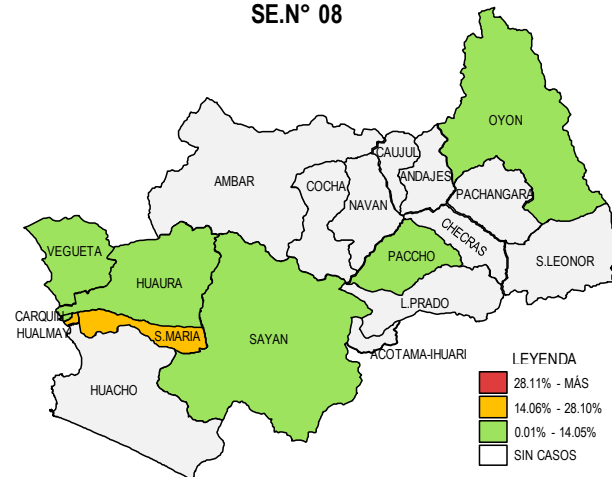 SE.N° 08
OYON
CAUJUL
ANDAJES
AMBAR
COCHA
PACHANGARA
NAVAN
CHECRAS
VEGUETA
PACCHO
S.LEONOR
HUAURA
L.PRADO
CARQUIN
HUALMAY
S.MARIA
SAYAN
ACOTAMA-IHUARI
HUACHO
LEYENDA
28.11% - MÁS
14.06% - 28.10%
0.01% - 14.05%
SIN CASOS